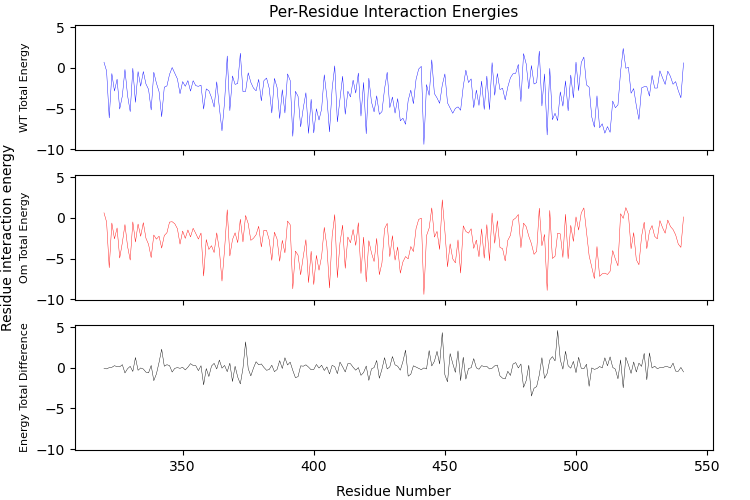 Per-Residue Interaction Energies
5
0
−5
−10
WT Total Energy
5
0
−5
−10
Om Total Energy
Residue interaction energy
5
0
−5
−10
Energy Total Difference
350
400
450
500
550
Residue Number